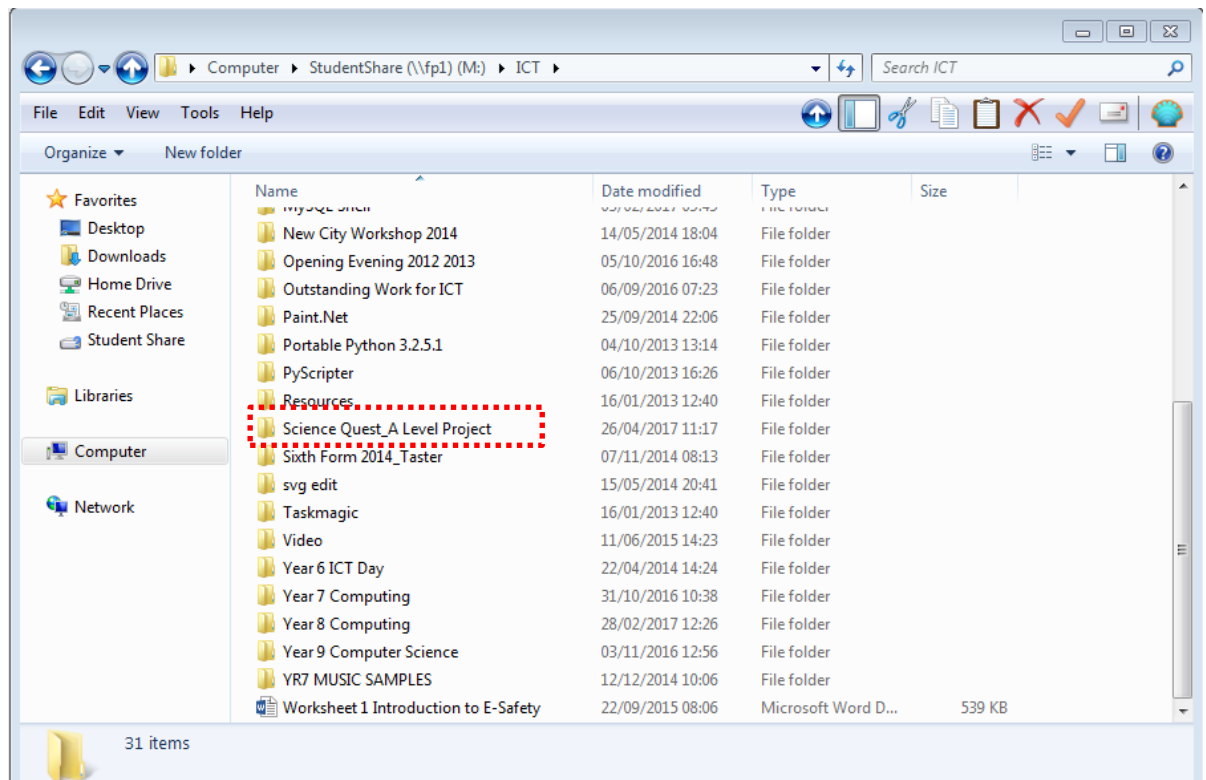 Computer StudentShare (\\fp1) (M:) ICT Search ICT
File Edit View Tools Help
Organize New folder
Favorites
Desktop
Downloads
Home Drive
Recent Places
Student Share
Libraries
Computer
Network
Name Date modified Type Size
MySQL Shell 03/02/2017 09:45 File folder
New City Workshop 2014 14/05/2014 18:04 File folder
Opening Evening 2012 2013 05/10/2016 16:48 File folder
Outstanding Work for ICT 06/09/2016 07:23 File folder
Paint.Net 25/09/2014 22:06 File folder
Portable Python 3.2.5.1 04/10/2013 13:14 File folder
PyScripter 06/10/2013 16:26 File folder
Resources 16/01/2013 12:40 File folder
Science Quest_A Level Project 26/04/2017 11:17 File folder
Sixth Form 2014_Taster 07/11/2014 08:13 File folder
svg edit 15/05/2014 20:41 File folder
Taskmagic 16/01/2013 12:40 File folder
Video 11/06/2015 14:23 File folder
Year 6 ICT Day 22/04/2014 14:24 File folder
Year 7 Computing 31/10/2016 10:38 File folder
Year 8 Computing 28/02/2017 12:26 File folder
Year 9 Computer Science 03/11/2016 12:56 File folder
YR7 MUSIC SAMPLES 12/12/2014 10:06 File folder
Worksheet 1 Introduction to E-Safety 22/09/2015 08:06 Microsoft Word D... 539 KB
31 items